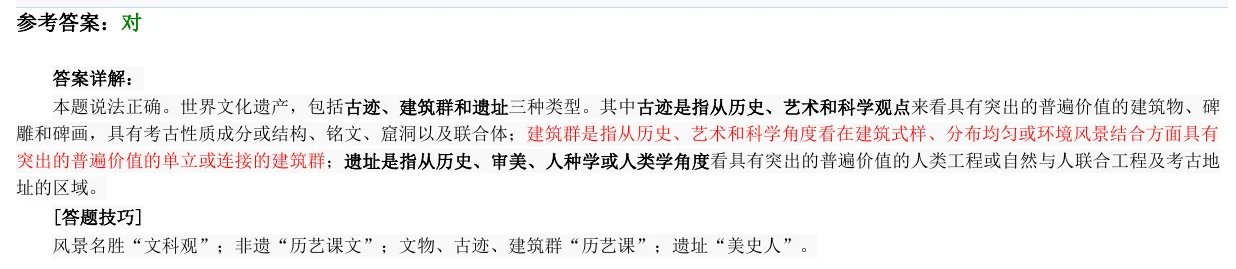 参考答案：对
答案详解：
本题说法正确。世界文化遗产，包括古迹、建筑群和遗址三种类型。其中古迹是指从历史、艺术和科学观点来看具有突出的普遍价值的建筑物、碑
雕和碑画，具有考古性质成分或结构、铭文、窟洞以及联合体；建筑群是指从历史、艺术和科学角度看在建筑式样、分布均匀或环境风景结合方面具有
突出的普遍价值的单立或连接的建筑群；遗址是指从历史、审美、人种学或人类学角度看具有突出的普遍价值的人类工程或自然与人联合工程及考古地
址的区域。
[答题技巧]
风景名胜“文科观”；非遗“历艺课文”；文物、古迹、建筑群“历艺课”；遗址“美史人”。